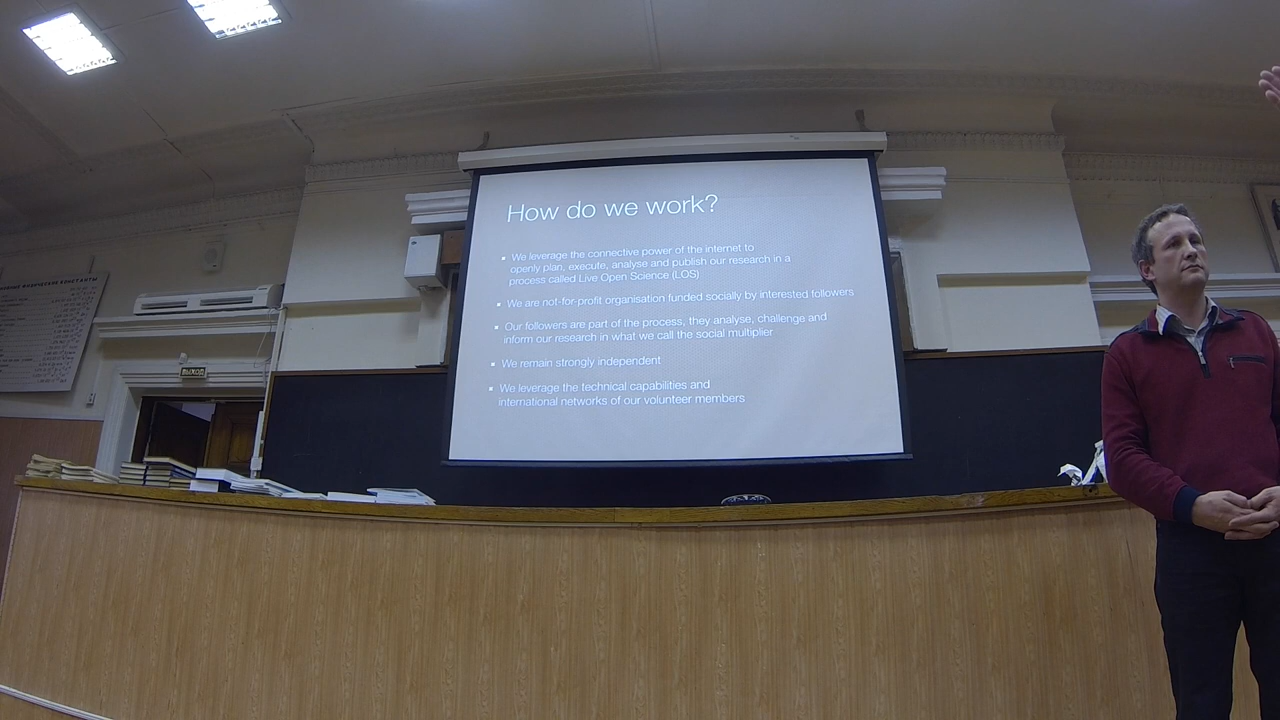 How do we work?
We leverage the connective power of the internet to
openly plan, execute, analyse and publish our research in a
process called Live Open Science (LOS)
We are not-for-profit organisation funded socially by interested followers
Our followers are part of the process, they analyse, challenge and
inform our research in what we call the social multiplier
We remain strongly independent
We leverage the technical capabilities and
international networks of our volunteer members
ФИЗИЧЕСКИЕ КОНСТАНТЫ
ВЫХОД